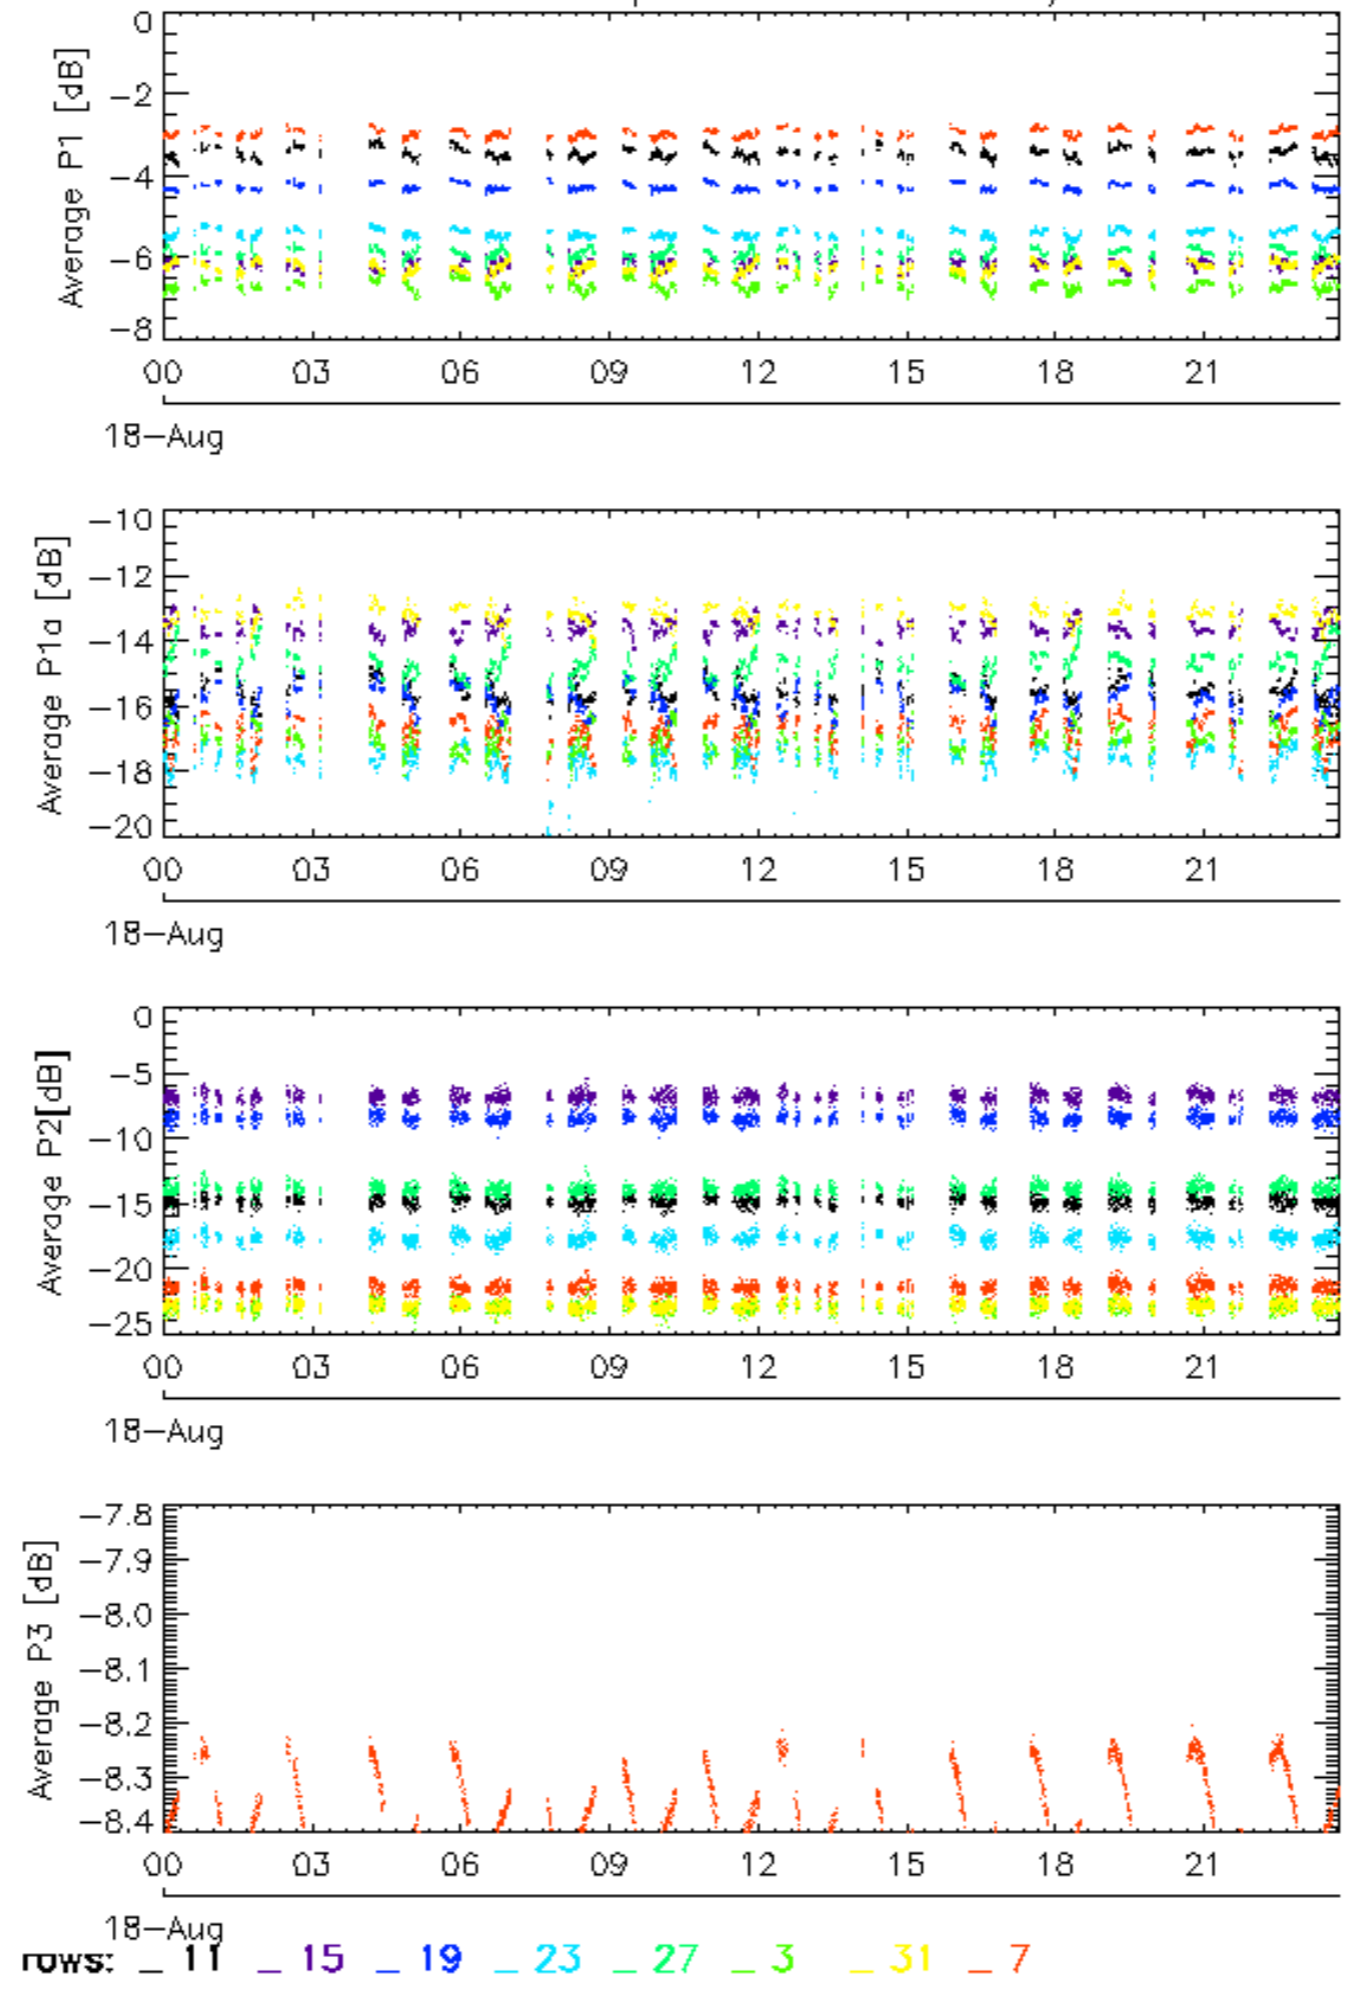 0
-2
-4
-6
-8
Average P1 [dB]
00 03 06 09 12 15 18 21
18-Aug
-10
-12
-14
-16
-18
-20
Average P1a [dB]
00 03 06 09 12 15 18 21
18-Aug
0
-5
-10
-15
-20
-25
Average P2[dB]
00 03 06 09 12 15 18 21
18-Aug
-7.8
-7.9
-8.0
-8.1
-8.2
-8.3
-8.4
Average P3 [dB]
00 03 06 09 12 15 18 21
18-Aug
rows: _ 11 _ 15 _ 19 _ 23 _ 27 _ 3 _ 31 _ 7